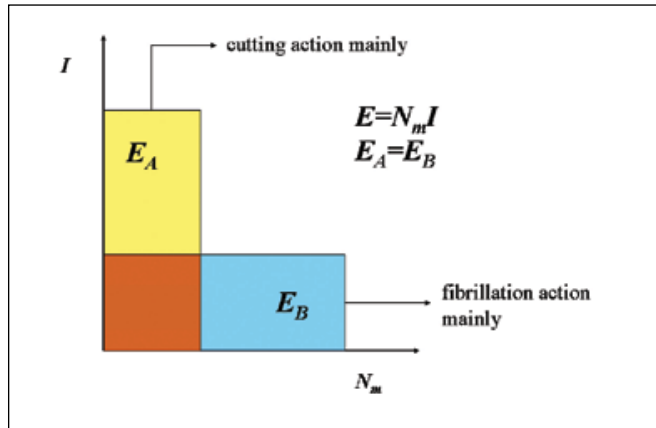 cutting action mainly
I
E=NmI
EA=EB
EA
EB
fibrillation action
mainly
Nm